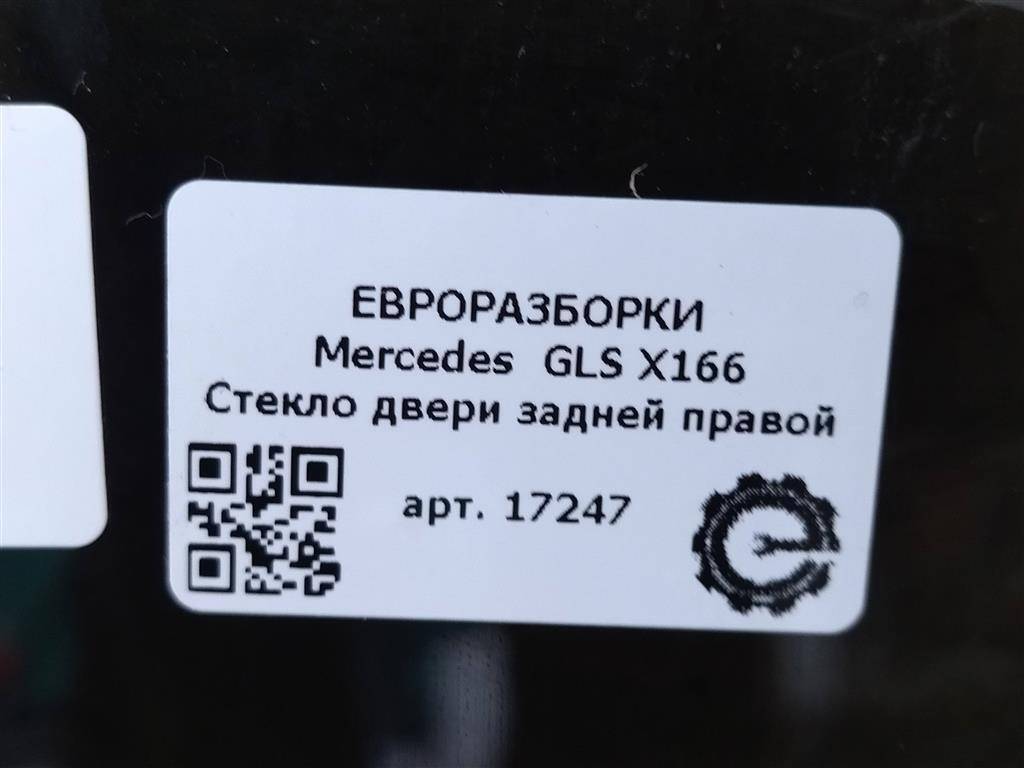 ЕВРОРАЗБОРКИ
Mercedes GLS X166
Стекло двери задней правой
арт. 17247